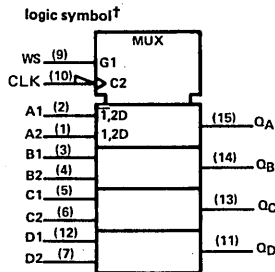 logic symbol†
MUX
WS (9) G1
CLK (10) C2
A1 (2) 1̅,2D (15) QA
A2 (1) 1,2D
B1 (3) (14) QB
B2 (4)
C1 (5) (13) QC
C2 (6)
D1 (12) (11) QD
D2 (7)